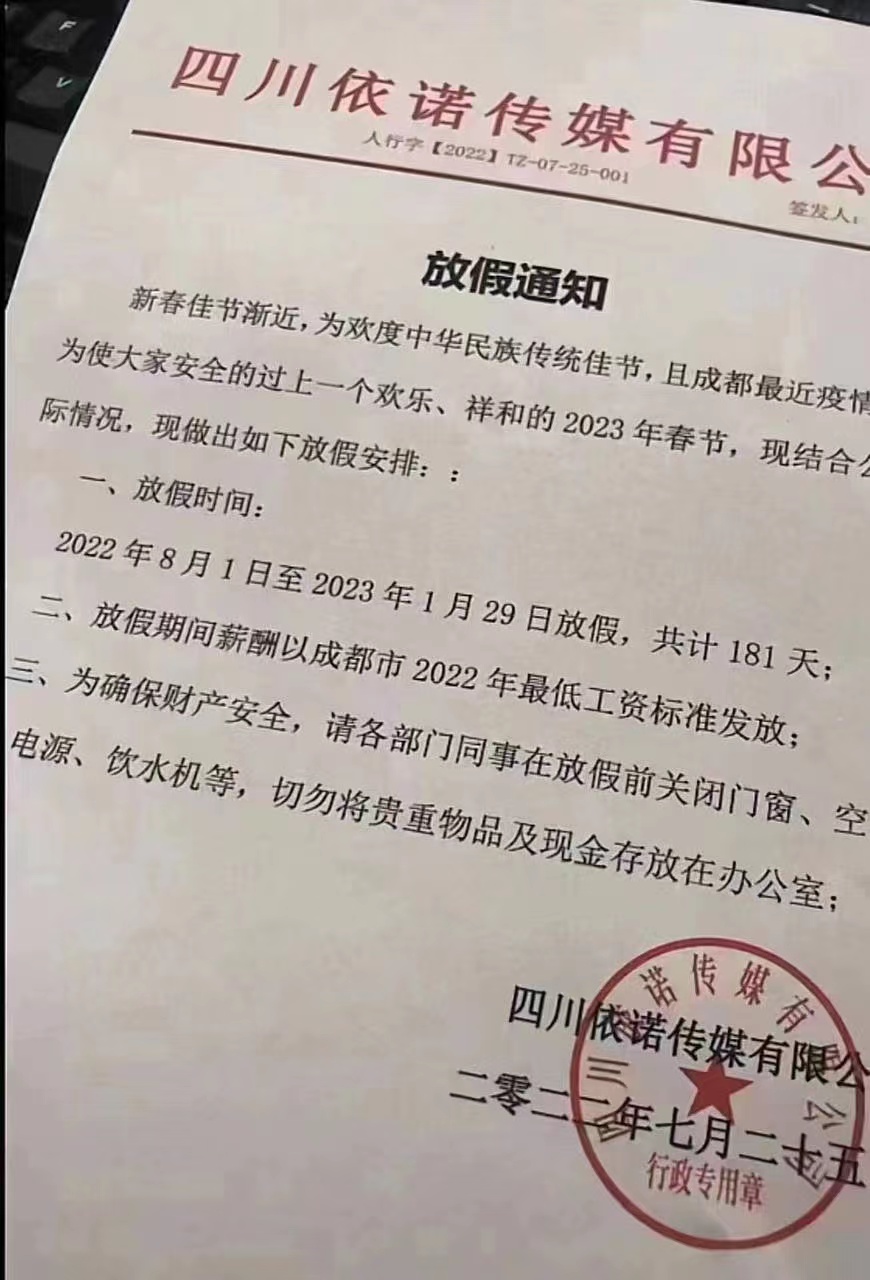 四川依诺传媒有限公
人行字【2022】TZ-07-25-001
签发人：
放假通知
新春佳节渐近，为欢度中华民族传统佳节，且成都最近疫情
为使大家安全的过上一个欢乐、祥和的 2023 年春节，现结合公
际情况，现做出如下放假安排：：
一、放假时间：
2022 年 8 月 1 日至 2023 年 1 月 29 日放假，共计 181 天；
二、放假期间薪酬以成都市 2022 年最低工资标准发放；
三、为确保财产安全，请各部门同事在放假前关闭门窗、空
电源、饮水机等，切勿将贵重物品及现金存放在办公室；
四川依诺传媒有限公
二零二二年七月二十五
四川依诺传媒有限公司
行政专用章
F
V